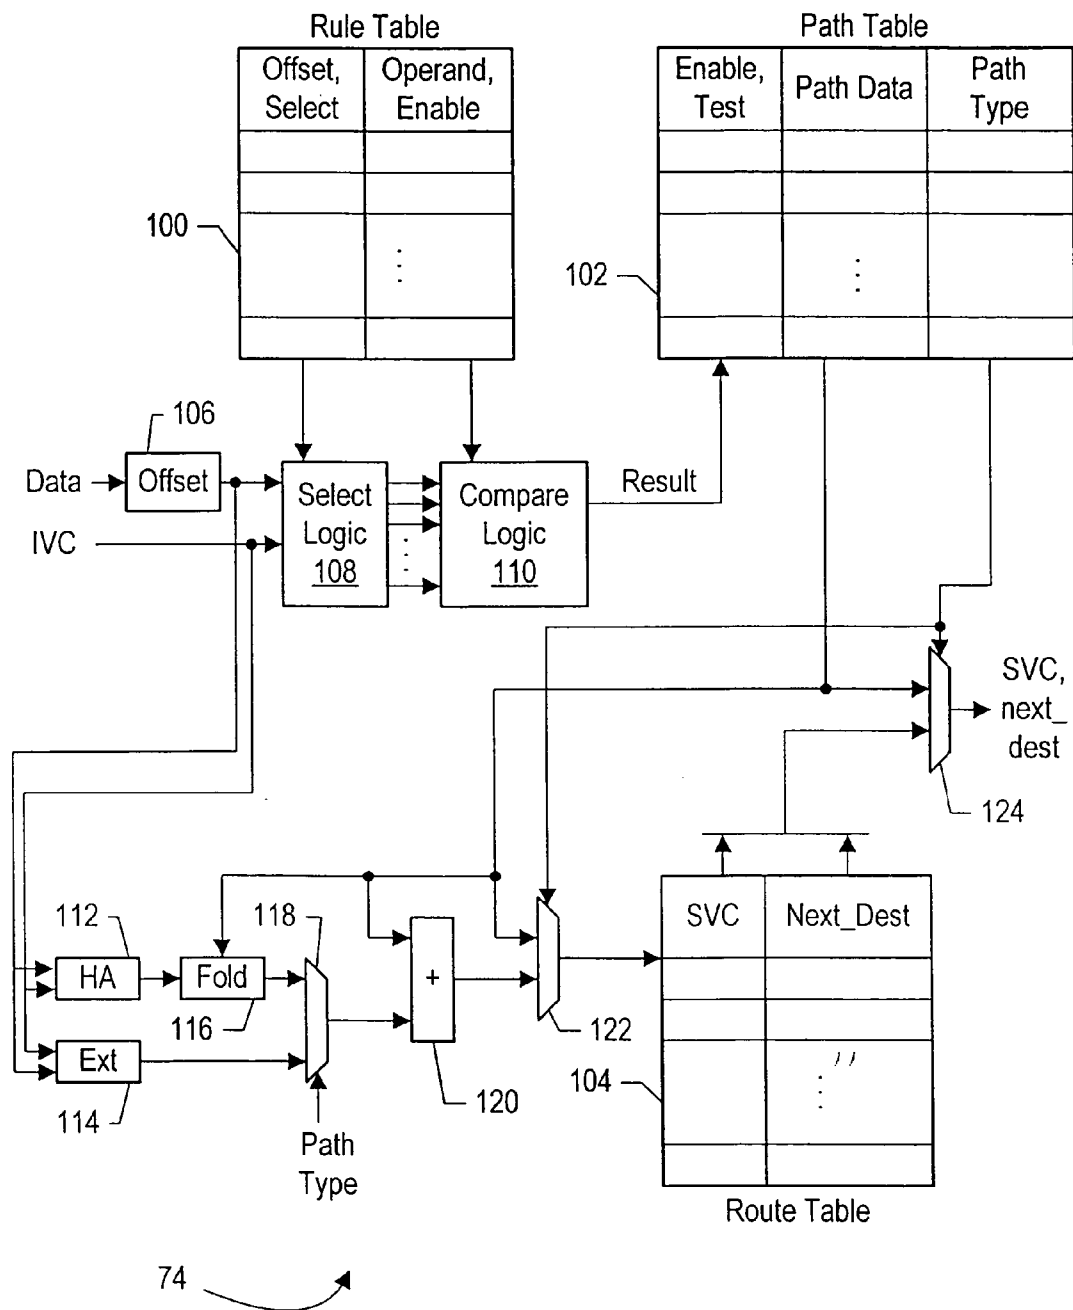 Rule Table
Offset,
Select
Operand,
Enable
100
Path Table
Enable,
Test
Path Data
Path
Type
102
106
Data
Offset
IVC
Select
Logic
108
Compare
Logic
110
Result
SVC,
next_
dest
124
112
HA
Fold
116
118
Ext
114
Path
Type
+
120
122
SVC
Next_Dest
104
Route Table
74